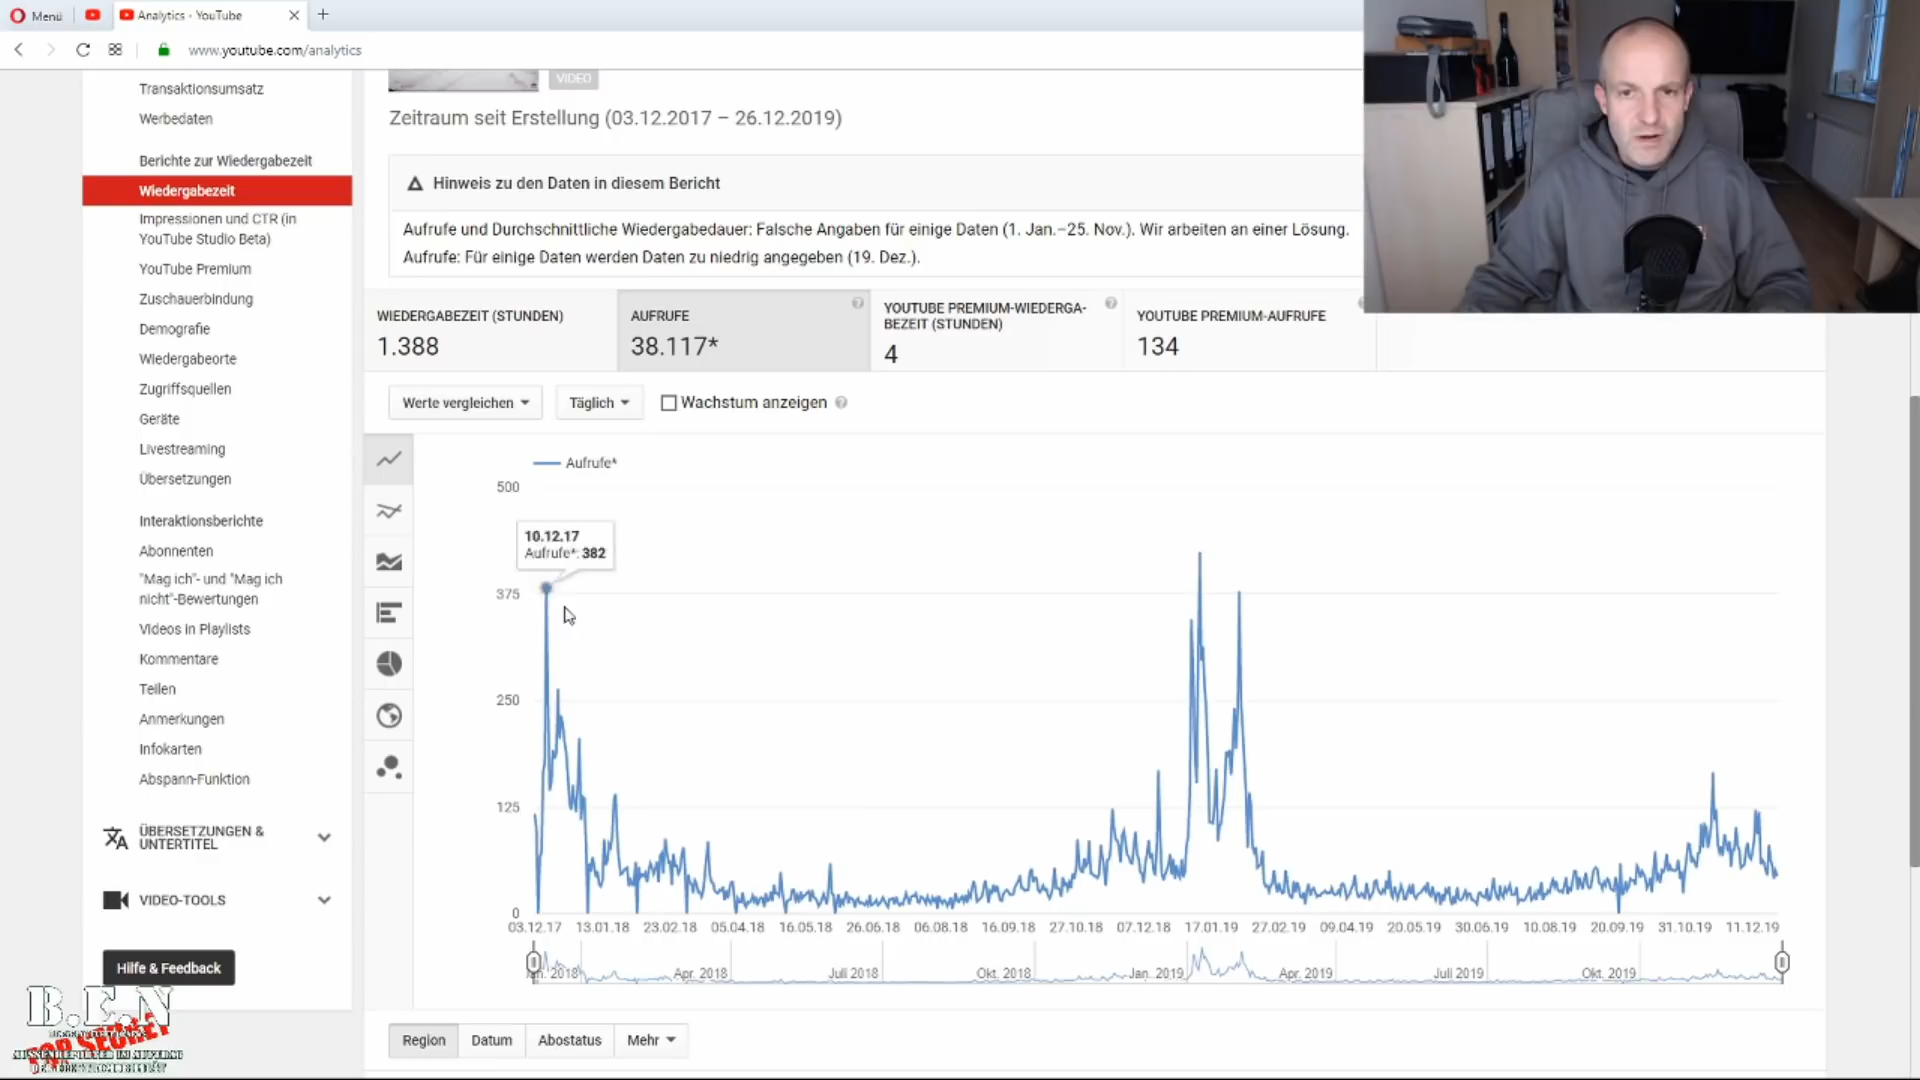 Menü
Analytics - YouTube
www.youtube.com/analytics
Transaktionsumsatz
Werbedaten
Berichte zur Wiedergabezeit
Wiedergabezeit
Impressionen und CTR (in
YouTube Studio Beta)
YouTube Premium
Zuschauerbindung
Demografie
Wiedergabeorte
Zugriffsquellen
Geräte
Livestreaming
Übersetzungen
Interaktionsberichte
Abonnenten
"Mag ich"- und "Mag ich
nicht"-Bewertungen
Videos in Playlists
Kommentare
Teilen
Anmerkungen
Infokarten
Abspann-Funktion
ÜBERSETZUNGEN &
UNTERTITEL
VIDEO-TOOLS
Hilfe & Feedback
VIDEO
Zeitraum seit Erstellung (03.12.2017 – 26.12.2019)
Hinweis zu den Daten in diesem Bericht
Aufrufe und Durchschnittliche Wiedergabedauer: Falsche Angaben für einige Daten (1. Jan.–25. Nov.). Wir arbeiten an einer Lösung.
Aufrufe: Für einige Daten werden Daten zu niedrig angegeben (19. Dez.).
WIEDERGABEZEIT (STUNDEN)
1.388
AUFRUFE
38.117*
YOUTUBE PREMIUM-WIEDERGA-
BEZEIT (STUNDEN)
4
YOUTUBE PREMIUM-AUFRUFE
134
Werte vergleichen
Täglich
Wachstum anzeigen
Aufrufe*
500
10.12.17
Aufrufe*: 382
375
250
125
0
03.12.17 13.01.18 23.02.18 05.04.18 16.05.18 26.06.18 06.08.18 16.09.18 27.10.18 07.12.18 17.01.19 27.02.19 09.04.19 20.05.19 30.06.19 10.08.19 20.09.19 31.10.19 11.12.19
2018 Apr. 2018 Juli 2018 Okt. 2018 Jan. 2019 Apr. 2019 Juli 2019 Okt. 2019
Region
Datum
Abostatus
Mehr
B.E.N
TOP SECRET